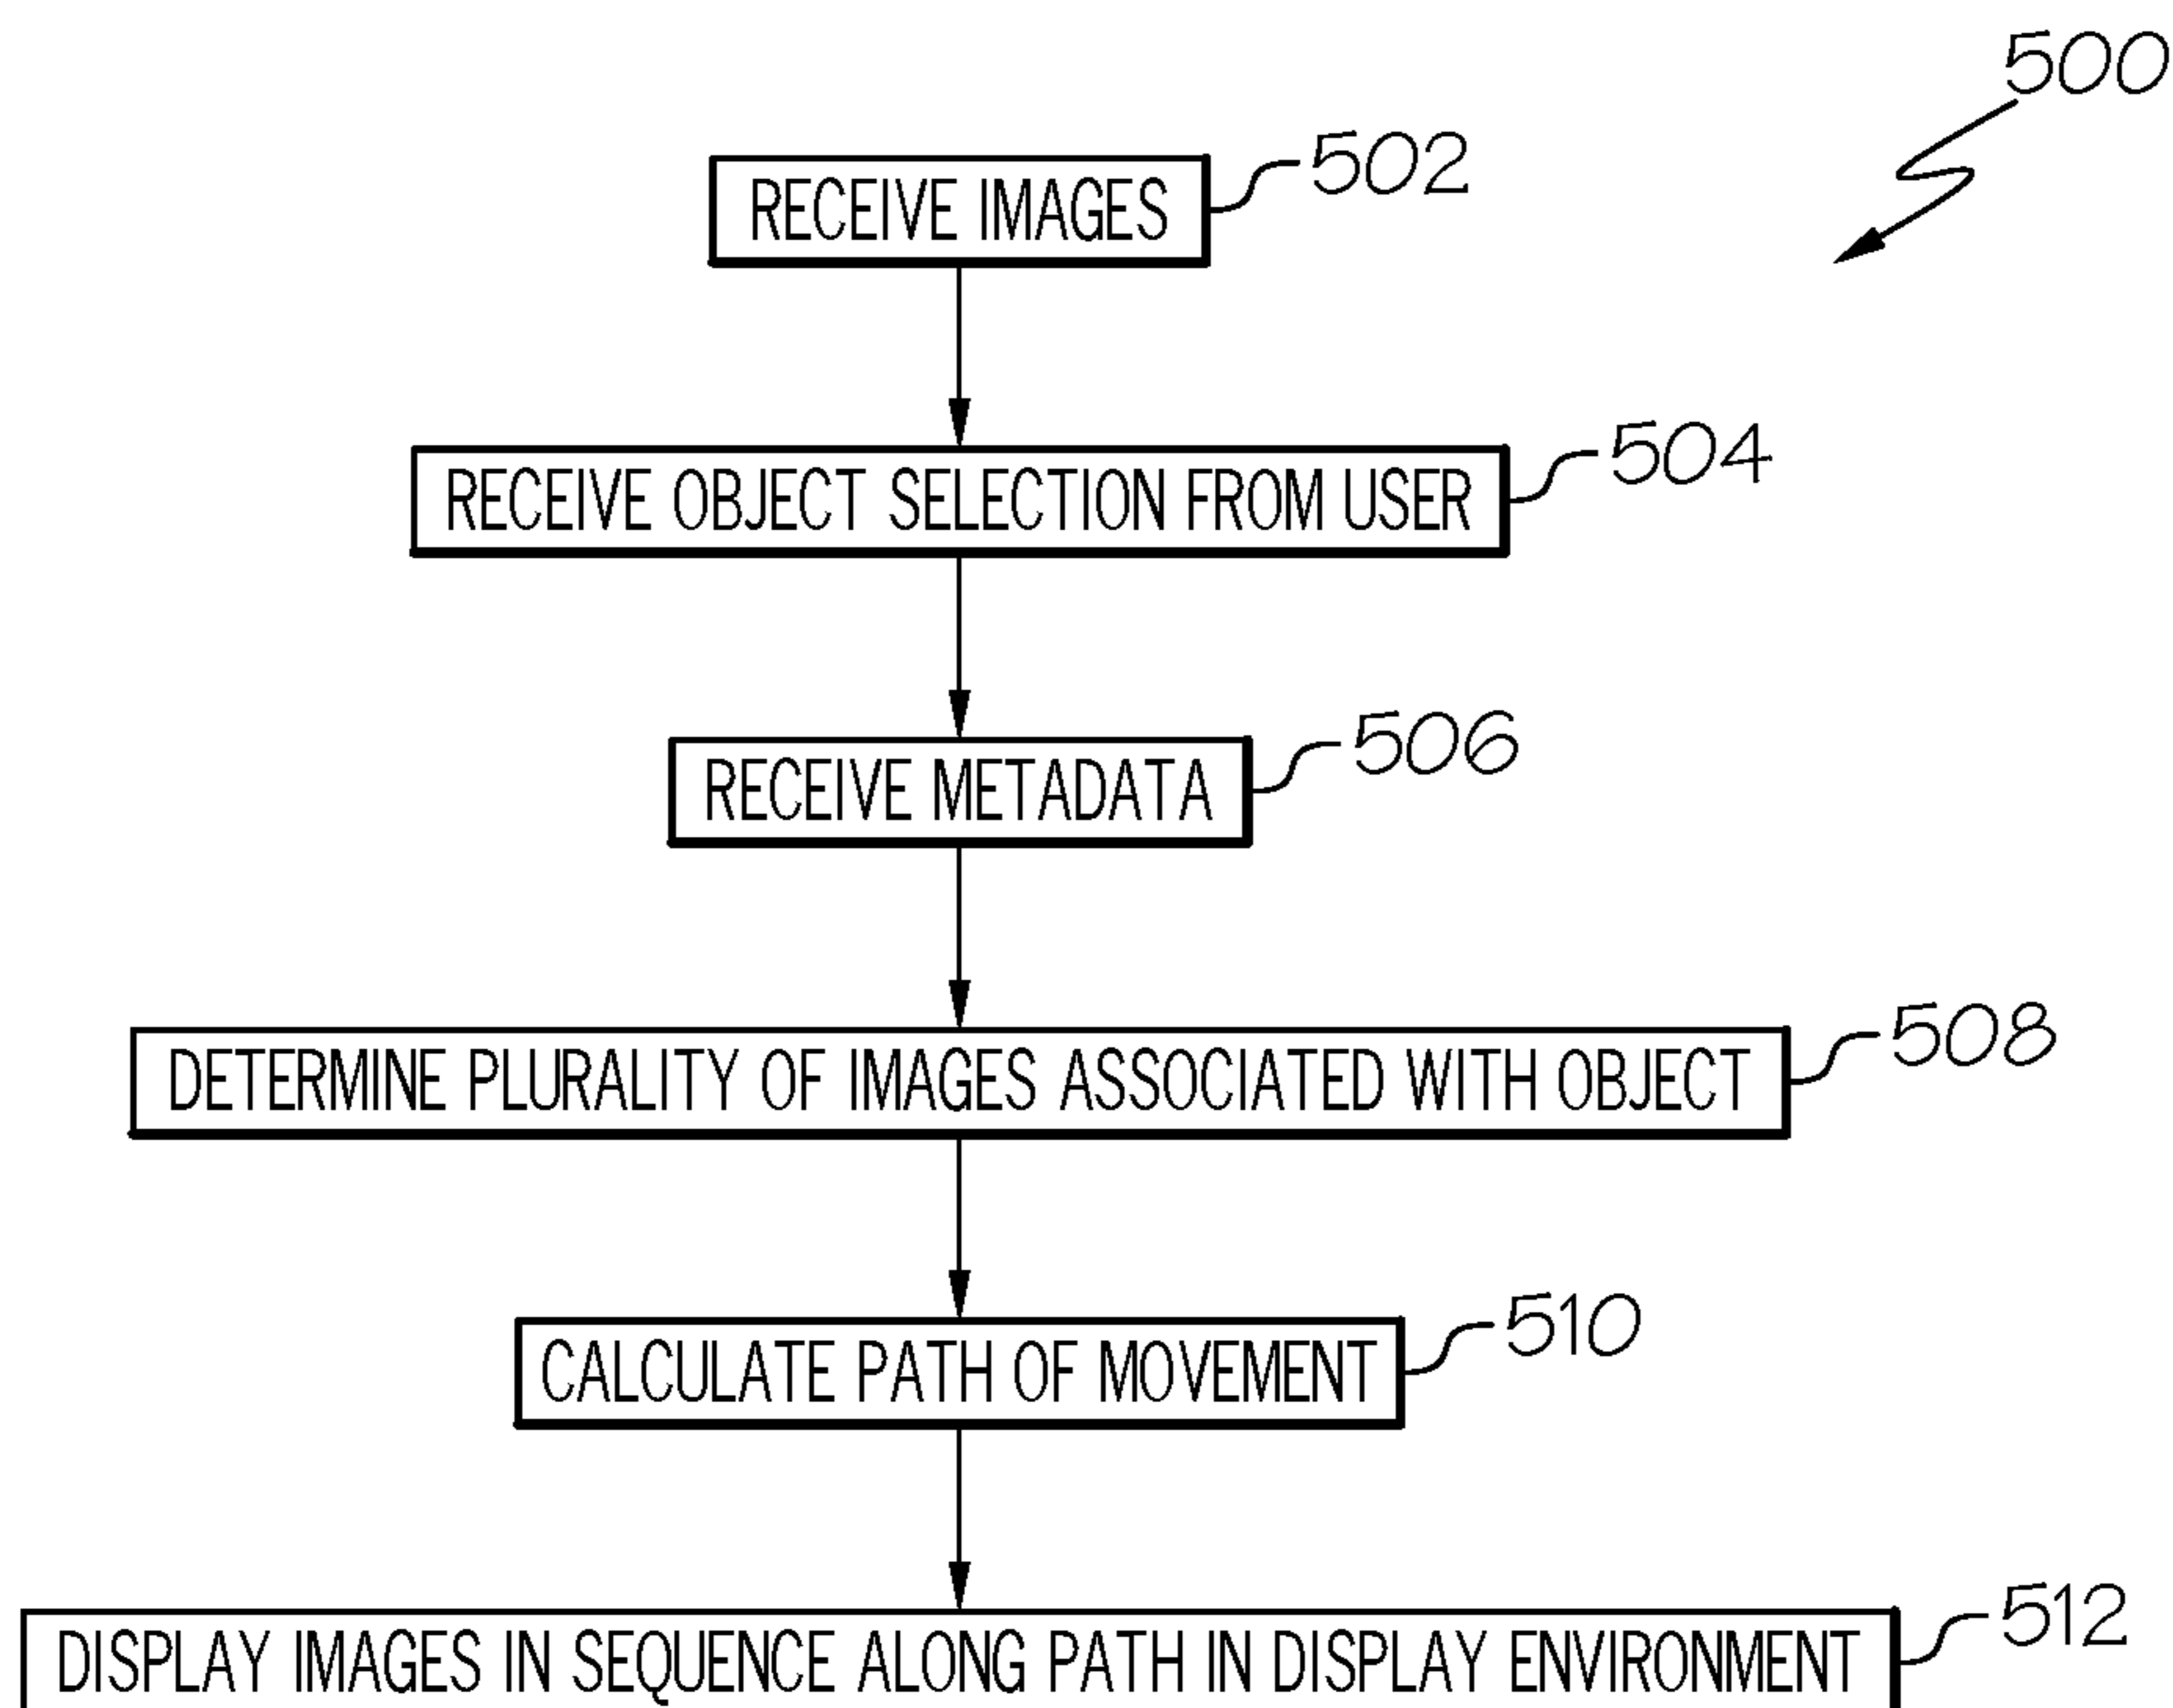 500
RECEIVE IMAGES 502
RECEIVE OBJECT SELECTION FROM USER 504
RECEIVE METADATA 506
DETERMINE PLURALITY OF IMAGES ASSOCIATED WITH OBJECT 508
CALCULATE PATH OF MOVEMENT 510
DISPLAY IMAGES IN SEQUENCE ALONG PATH IN DISPLAY ENVIRONMENT 512